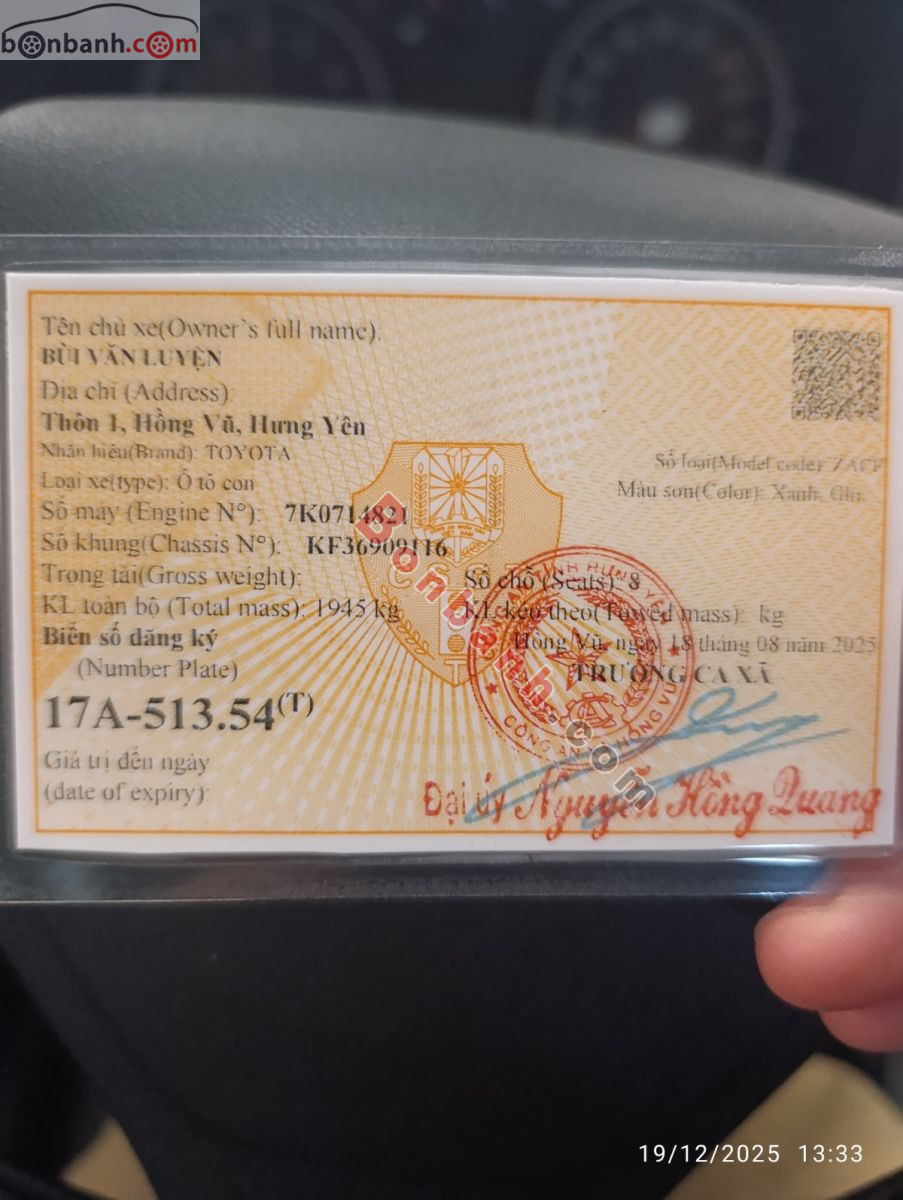 bonbanh.com
Tên chủ xe(Owner's full name):
BÙI VĂN LUYỆN
Địa chỉ (Address):
Thôn 1, Hồng Vũ, Hưng Yên
Nhãn hiệu(Brand): TOYOTA
Số loại(Model code): ZACE
Loại xe(type): Ô tô con
Màu sơn(Color): Xanh, Ghi
Số máy (Engine N°): 7K0714821
Số khung(Chassis N°): KF36909116
Trọng tải(Gross weight):
Số chỗ (Seats): 8
KL toàn bộ (Total mass): 1945 kg
KL kéo theo(Towed mass): kg
Biển số đăng ký
Hồng Vũ, ngày 18 tháng 08 năm 2025
(Number Plate)
TRƯỞNG CA XÃ
17A-513.54(T)
Giá trị đến ngày
(date of expiry):
Đại úy Nguyễn Hồng Quang
Bonbanh.com
19/12/2025 13:33